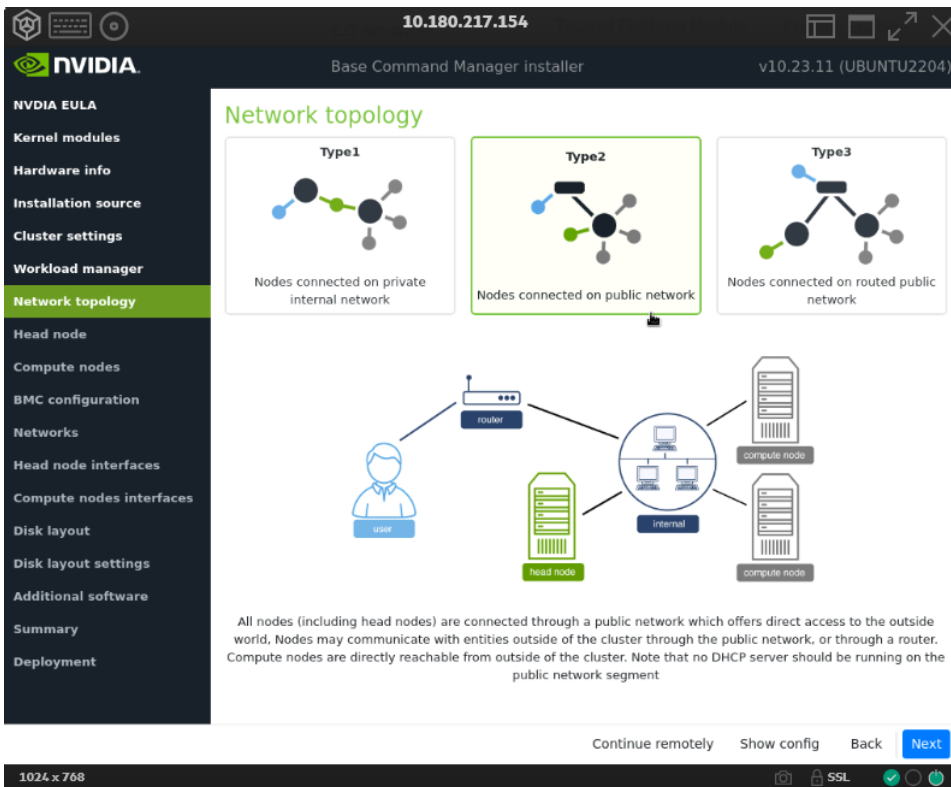 10.180.217.154
NVIDIA.
Base Command Manager installer
v10.23.11 (UBUNTU2204)
NVDIA EULA
Kernel modules
Hardware info
Installation source
Cluster settings
Workload manager
Network topology
Head node
Compute nodes
BMC configuration
Networks
Head node interfaces
Compute nodes interfaces
Disk layout
Disk layout settings
Additional software
Summary
Deployment
Network topology
Type1
Nodes connected on private
internal network
Type2
Nodes connected on public network
Type3
Nodes connected on routed public
network
router
user
head node
internal
compute node
compute node
All nodes (including head nodes) are connected through a public network which offers direct access to the outside
world, Nodes may communicate with entities outside of the cluster through the public network, or through a router.
Compute nodes are directly reachable from outside of the cluster. Note that no DHCP server should be running on the
public network segment
Continue remotely
Show config
Back
Next
1024 x 768
SSL